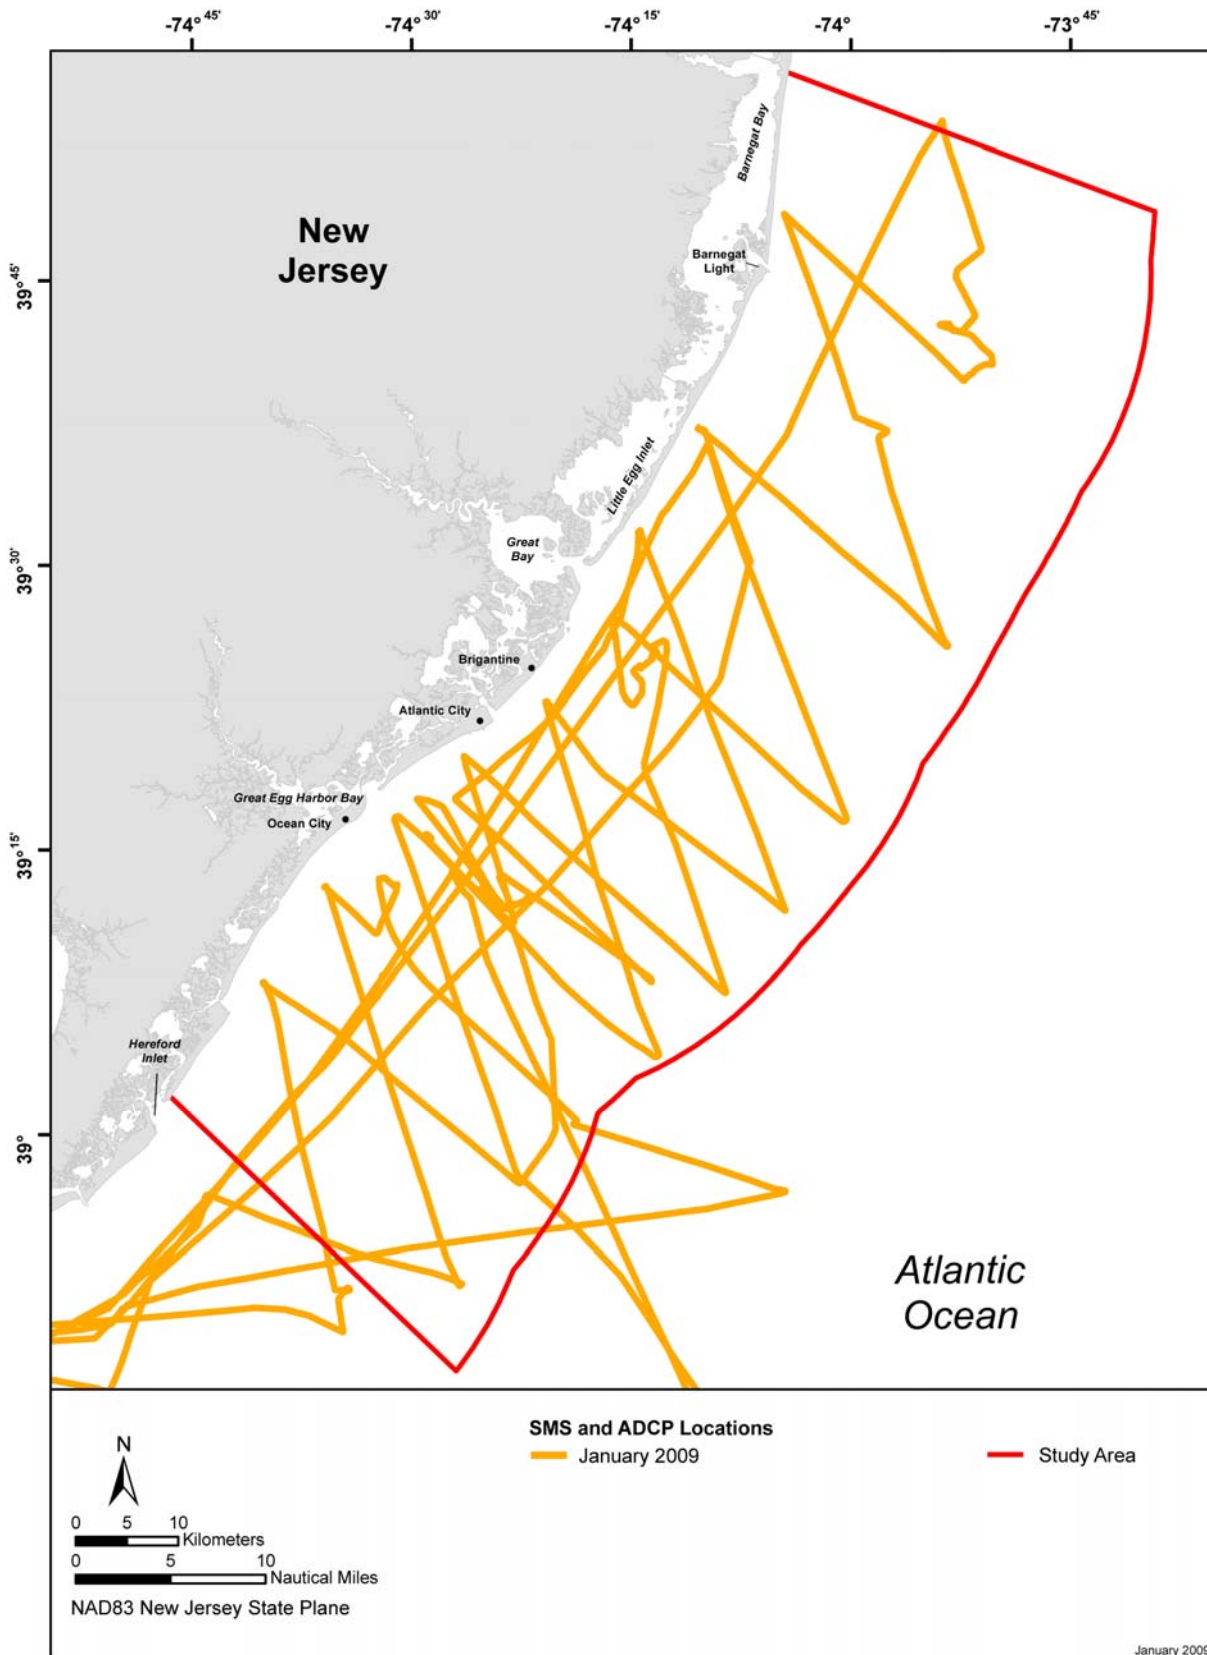 -74° 45'
-74° 30'
-74° 15'
-74°
-73° 45'
Barnegat Bay
New
Jersey
Barnegat
Light
39° 45'
Little Egg Inlet
Great
Bay
39° 30'
Brigantine
Atlantic City
Great Egg Harbor Bay
Ocean City
39° 15'
Hereford
Inlet
39°
Atlantic
Ocean
SMS and ADCP Locations
January 2009
Study Area
N
0 5 10
Kilometers
0 5 10
Nautical Miles
NAD83 New Jersey State Plane
January 2009